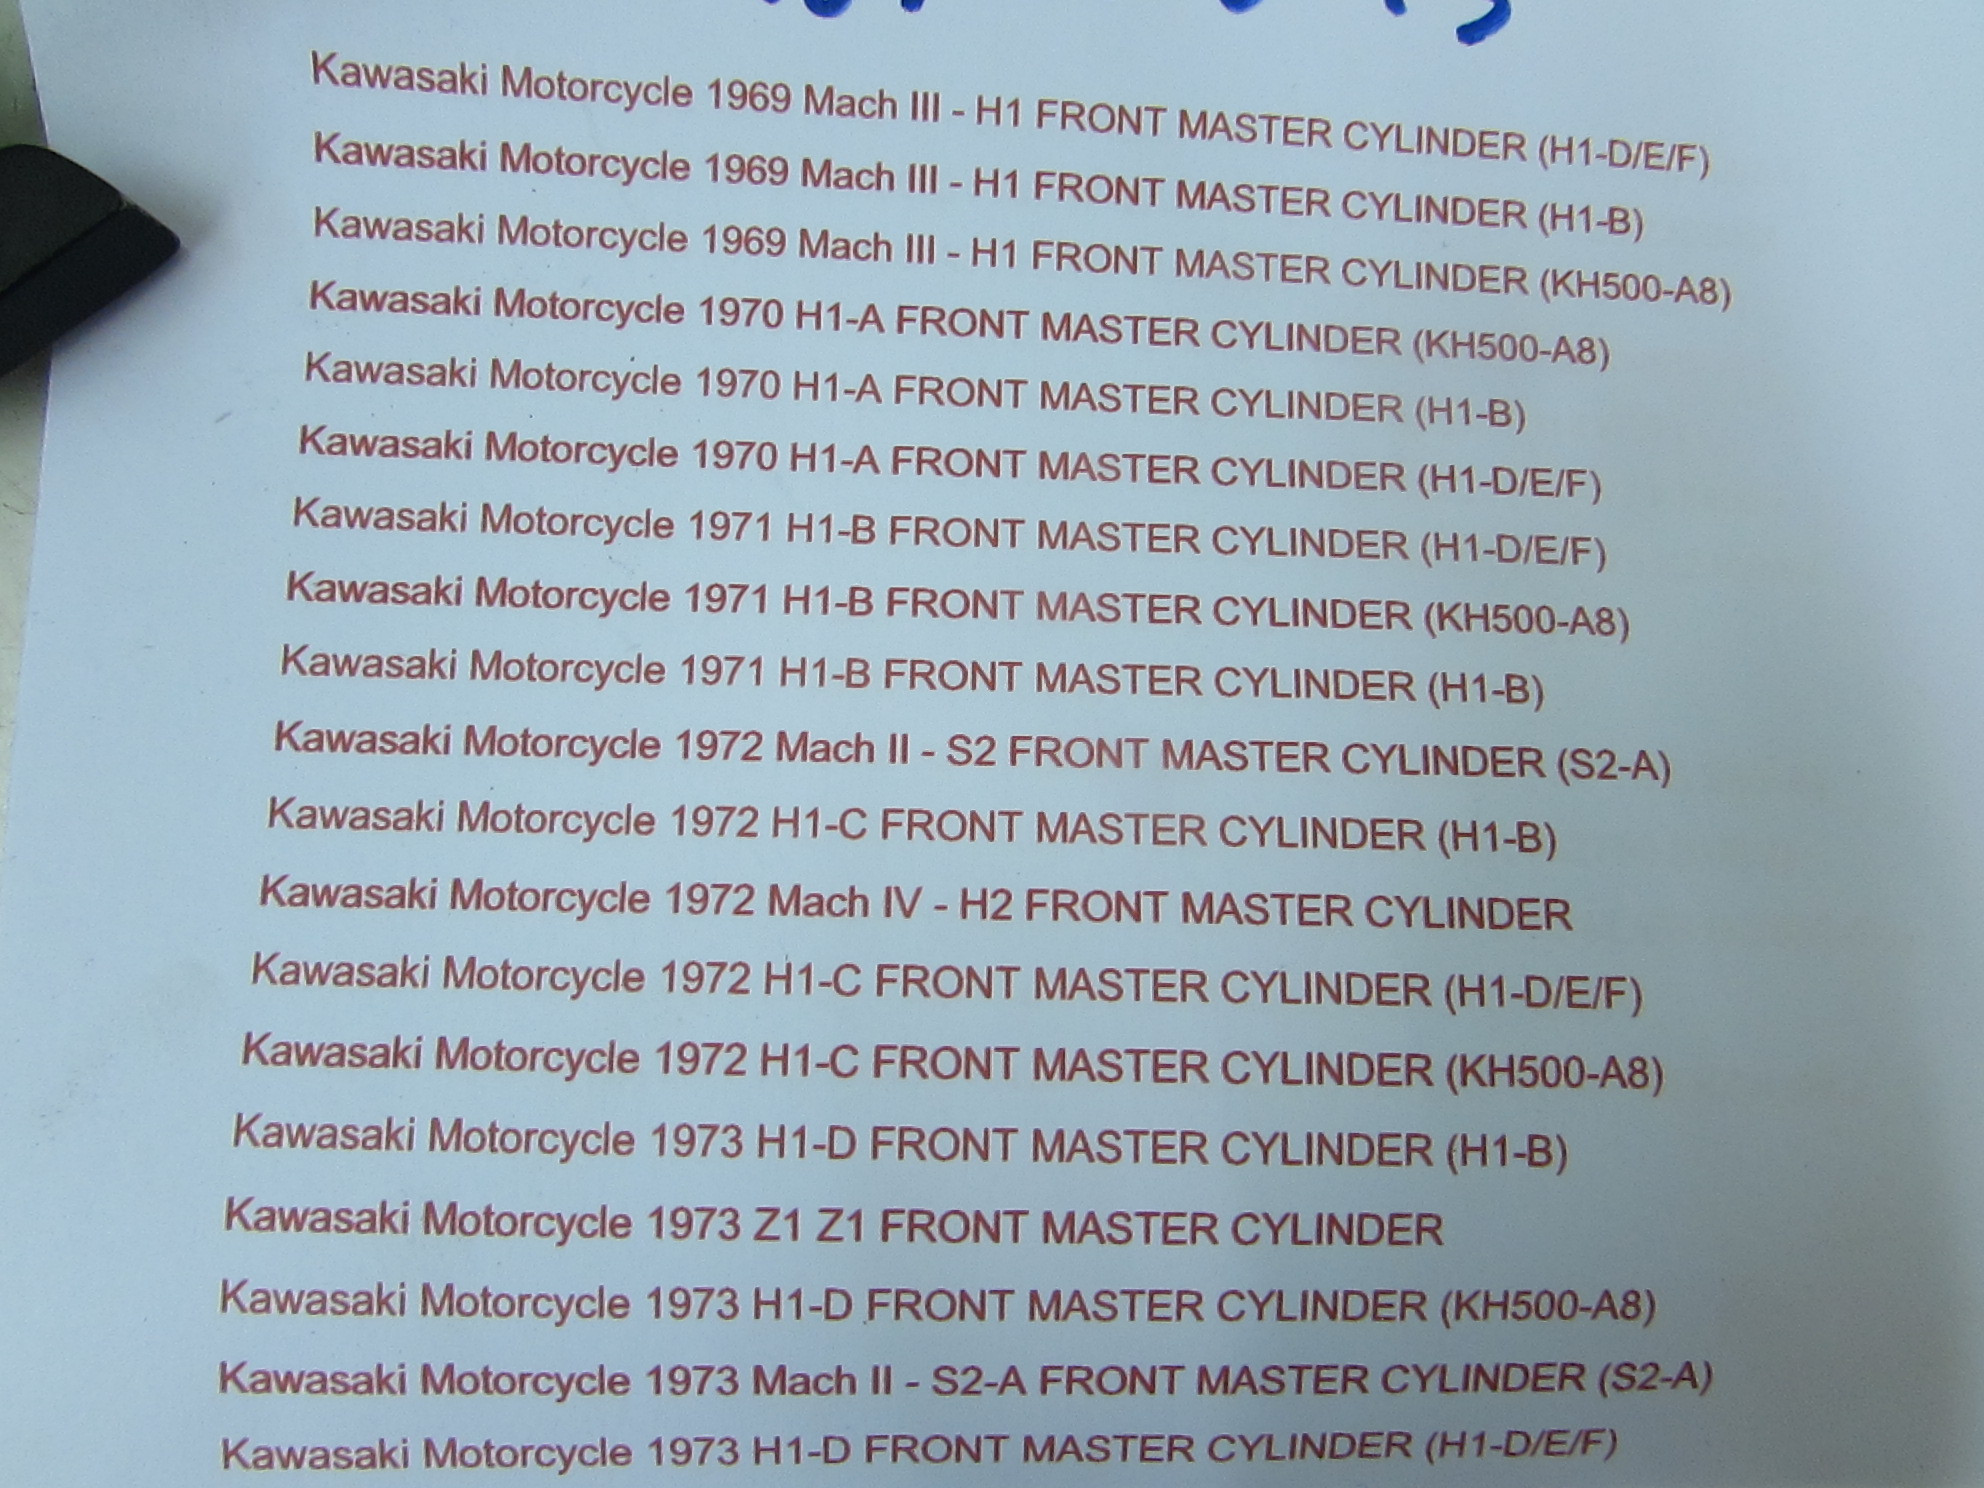 Kawasaki Motorcycle 1969 Mach III - H1 FRONT MASTER CYLINDER (H1-D/E/F)
Kawasaki Motorcycle 1969 Mach III - H1 FRONT MASTER CYLINDER (H1-B)
Kawasaki Motorcycle 1969 Mach III - H1 FRONT MASTER CYLINDER (KH500-A8)
Kawasaki Motorcycle 1970 H1-A FRONT MASTER CYLINDER (KH500-A8)
Kawasaki Motorcycle 1970 H1-A FRONT MASTER CYLINDER (H1-B)
Kawasaki Motorcycle 1970 H1-A FRONT MASTER CYLINDER (H1-D/E/F)
Kawasaki Motorcycle 1971 H1-B FRONT MASTER CYLINDER (H1-D/E/F)
Kawasaki Motorcycle 1971 H1-B FRONT MASTER CYLINDER (KH500-A8)
Kawasaki Motorcycle 1971 H1-B FRONT MASTER CYLINDER (H1-B)
Kawasaki Motorcycle 1972 Mach II - S2 FRONT MASTER CYLINDER (S2-A)
Kawasaki Motorcycle 1972 H1-C FRONT MASTER CYLINDER (H1-B)
Kawasaki Motorcycle 1972 Mach IV - H2 FRONT MASTER CYLINDER
Kawasaki Motorcycle 1972 H1-C FRONT MASTER CYLINDER (H1-D/E/F)
Kawasaki Motorcycle 1972 H1-C FRONT MASTER CYLINDER (KH500-A8)
Kawasaki Motorcycle 1973 H1-D FRONT MASTER CYLINDER (H1-B)
Kawasaki Motorcycle 1973 Z1 Z1 FRONT MASTER CYLINDER
Kawasaki Motorcycle 1973 H1-D FRONT MASTER CYLINDER (KH500-A8)
Kawasaki Motorcycle 1973 Mach II - S2-A FRONT MASTER CYLINDER (S2-A)
Kawasaki Motorcycle 1973 H1-D FRONT MASTER CYLINDER (H1-D/E/F)